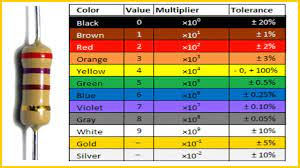 Color Value Multiplier Tolerance
Black 0 ×10⁰ ± 20%
Brown 1 ×10¹ ± 1%
Red 2 ×10² ± 2%
Orange 3 ×10³ ± 3%
Yellow 4 ×10⁴ - 0, + 100%
Green 5 ×10⁵ ± 0.5%
Blue 6 ×10⁶ ± 0.25%
Violet 7 ×10⁷ ± 0.10%
Gray 8 ×10⁸ ± 0.05%
White 9 ×10⁹ ± 10%
Gold - ×10⁻¹ ± 5%
Silver - ×10⁻² ± 10%